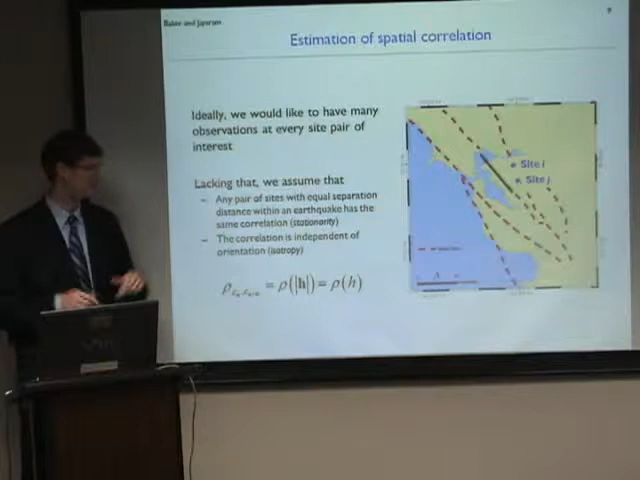 Baker and Jayaram
9
Estimation of spatial correlation
Ideally, we would like to have many
observations at every site pair of
interest
Site i
Site j
Lacking that, we assume that
– Any pair of sites with equal separation
distance within an earthquake has the
same correlation (stationarity)
– The correlation is independent of
orientation (isotropy)
= ρ(|h|) = ρ(h)